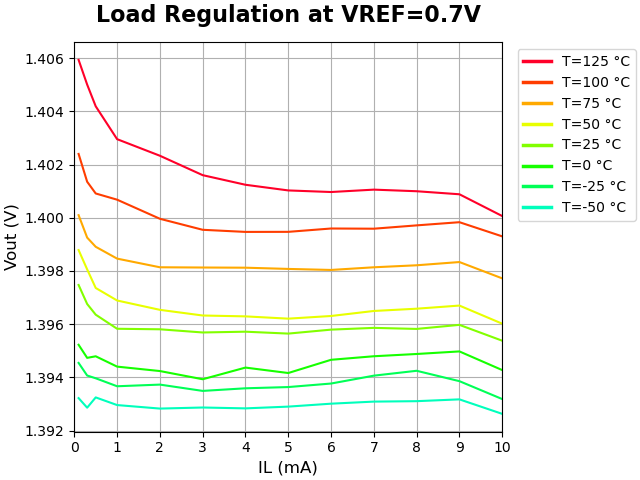 Load Regulation at VREF=0.7V
Vout (V)
1.406
1.404
1.402
1.400
1.398
1.396
1.394
1.392
0 1 2 3 4 5 6 7 8 9 10
IL (mA)
T=125 °C
T=100 °C
T=75 °C
T=50 °C
T=25 °C
T=0 °C
T=-25 °C
T=-50 °C